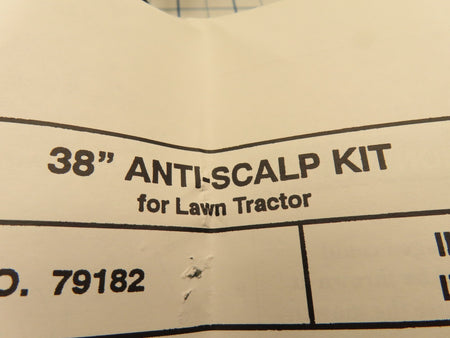 38” ANTI-SCALP KIT
for Lawn Tractor
O. 79182